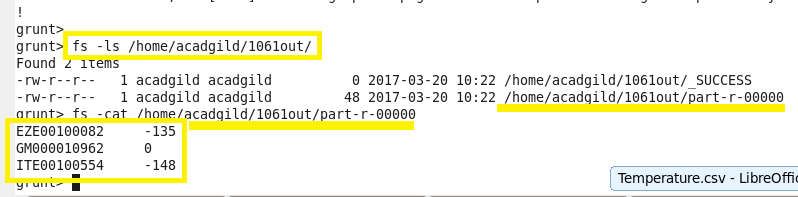 !
grunt>
grunt> fs -ls /home/acadgild/1061out/
Found 2 items
-rw-r--r--   1 acadgild acadgild          0 2017-03-20 10:22 /home/acadgild/1061out/_SUCCESS
-rw-r--r--   1 acadgild acadgild         48 2017-03-20 10:22 /home/acadgild/1061out/part-r-00000
grunt> fs -cat /home/acadgild/1061out/part-r-00000
EZE00100082     -135
GM000010962     0
ITE00100554     -148
grunt>
Temperature.csv - LibreOffic